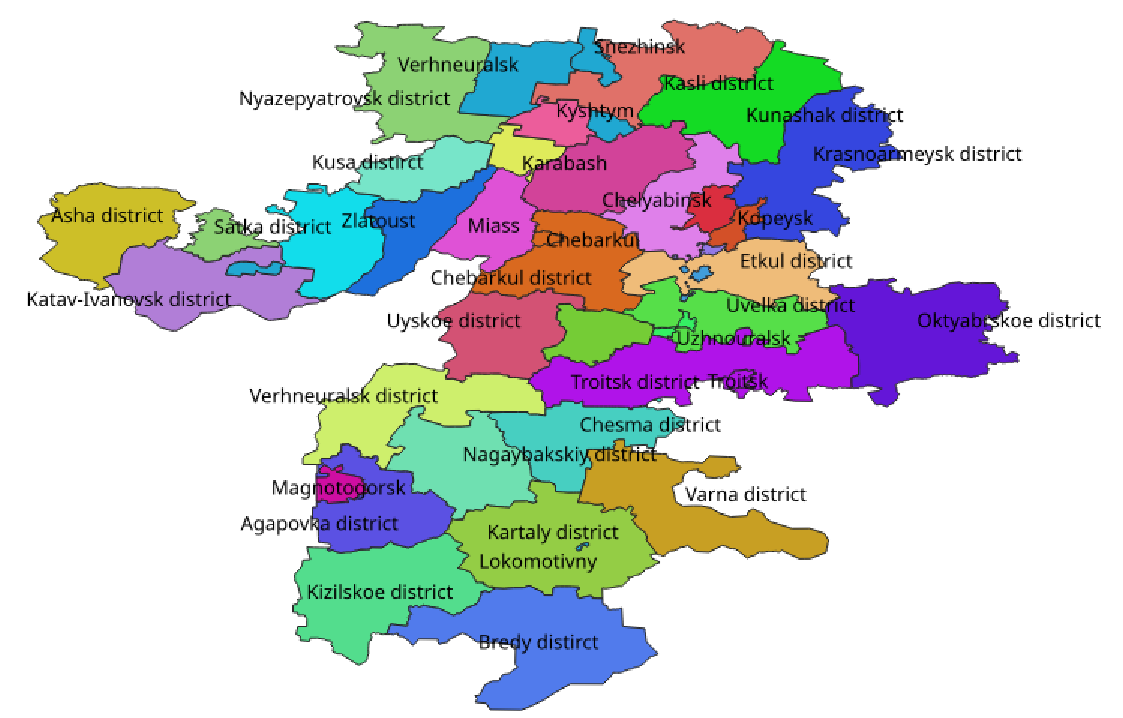 Snezhinsk
Verhneuralsk
Kasli district
Nyazepyatrovsk district
Kyshtym
Kunashak district
Krasnoarmeysk district
Kusa distirct
Karabash
Chelyabinsk
Asha district
Satka district
Zlatoust
Miass
Kopeysk
Chebarkul
Etkul district
Chebarkul district
Katav-Ivanovsk district
Uvelka district
Uyskoe district
Oktyabrskoe district
Uzhnouralsk
Troitsk district
Troitsk
Verhneuralsk district
Chesma district
Nagaybakskiy district
Magnotogorsk
Varna district
Agapovka district
Kartaly district
Lokomotivny
Kizilskoe district
Bredy distirct